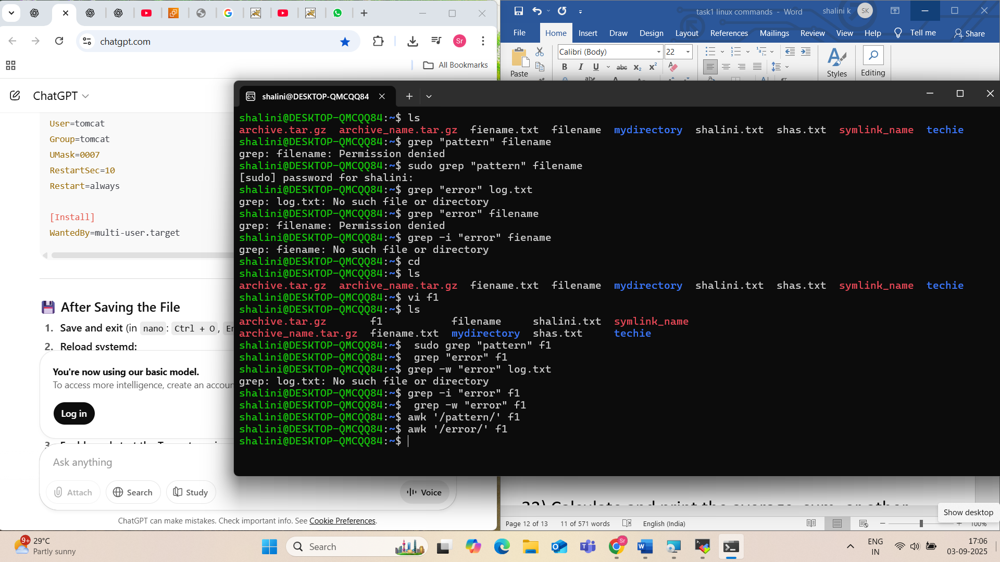 chatgpt.com
All Bookmarks
ChatGPT
User=tomcat
Group=tomcat
UMask=0007
RestartSec=10
Restart=always
[Install]
WantedBy=multi-user.target
After Saving the File
1. Save and exit (in nano: Ctrl + O,
2. Reload systemd:
You're now using our basic model.
To access more intelligence, create an accoun
Log in
Ask anything
Attach
Search
Study
Voice
ChatGPT can make mistakes. Check important info. See Cookie Preferences.
task1 linux commands - Word
shalini k
SK
File
Home
Insert
Draw
Design
Layout
References
Mailings
Review
View
Help
Tell me
Share
Paste
Calibri (Body)
22
Styles
Editing
shalini@DESKTOP-QMCQQ84
shalini@DESKTOP-QMCQQ84:~$ ls
archive.tar.gz archive_name.tar.gz fiename.txt filename mydirectory shalini.txt shas.txt symlink_name techie
shalini@DESKTOP-QMCQQ84:~$ grep "pattern" filename
grep: filename: Permission denied
shalini@DESKTOP-QMCQQ84:~$ sudo grep "pattern" filename
[sudo] password for shalini:
shalini@DESKTOP-QMCQQ84:~$ grep "error" log.txt
grep: log.txt: No such file or directory
shalini@DESKTOP-QMCQQ84:~$ grep "error" filename
grep: filename: Permission denied
shalini@DESKTOP-QMCQQ84:~$ grep -i "error" fiename
grep: fiename: No such file or directory
shalini@DESKTOP-QMCQQ84:~$ cd
shalini@DESKTOP-QMCQQ84:~$ ls
archive.tar.gz archive_name.tar.gz fiename.txt filename mydirectory shalini.txt shas.txt symlink_name techie
shalini@DESKTOP-QMCQQ84:~$ vi f1
shalini@DESKTOP-QMCQQ84:~$ ls
archive.tar.gz f1 filename shalini.txt symlink_name
archive_name.tar.gz fiename.txt mydirectory shas.txt techie
shalini@DESKTOP-QMCQQ84:~$ sudo grep "pattern" f1
shalini@DESKTOP-QMCQQ84:~$ grep "error" f1
shalini@DESKTOP-QMCQQ84:~$ grep -w "error" log.txt
grep: log.txt: No such file or directory
shalini@DESKTOP-QMCQQ84:~$ grep -i "error" f1
shalini@DESKTOP-QMCQQ84:~$ grep -w "error" f1
shalini@DESKTOP-QMCQQ84:~$ awk '/pattern/' f1
shalini@DESKTOP-QMCQQ84:~$ awk '/error/' f1
shalini@DESKTOP-QMCQQ84:~$
32) Calculate and print the average, sum, or other
Show desktop
Page 12 of 13
11 of 571 words
English (India)
100%
9+
29°C
Partly sunny
Search
Sr
ENG
IN
17:06
03-09-2025